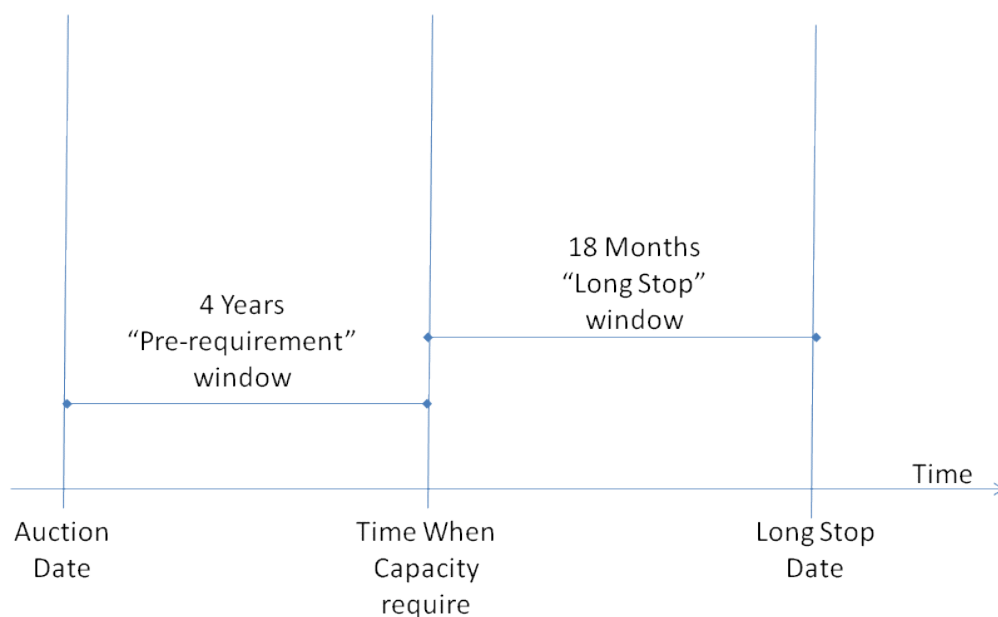 18 Months
“Long Stop”
window
4 Years
“Pre-requirement”
window
Time
Auction
Date
Time When
Capacity
require
Long Stop
Date